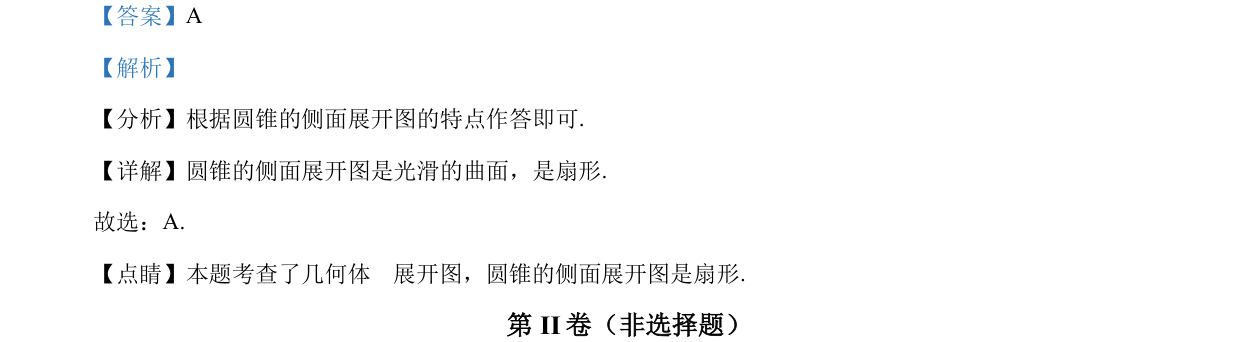 【答案】A
【解析】
【分析】根据圆锥的侧面展开图的特点作答即可.
【详解】圆锥的侧面展开图是光滑的曲面，是扇形.
故选：A.
【点睛】本题考查了几何体 展开图，圆锥的侧面展开图是扇形.
第 II 卷（非选择题）